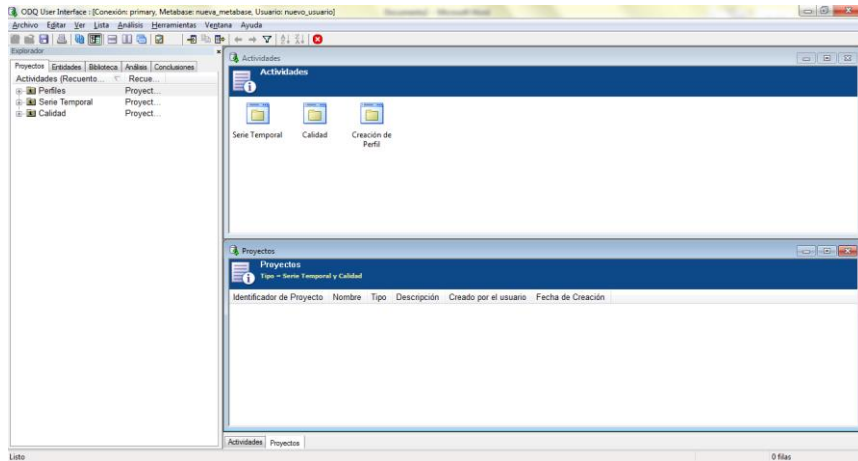 ODQ User Interface : [Conexión: primary, Metabase: nueva_metabase, Usuario: nuevo_usuario]
Archivo Editar Ver Lista Análisis Herramientas Ventana Ayuda
Explorador
Proyectos Entidades Biblioteca Análisis Conclusiones
Actividades (Recuento... Recue...
Perfiles Proyect...
Serie Temporal Proyect...
Calidad Proyect...
Actividades
Actividades
Serie Temporal Calidad Creación de
Perfil
Proyectos
Proyectos
Tipo = Serie Temporal y Calidad
Identificador de Proyecto Nombre Tipo Descripción Creado por el usuario Fecha de Creación
Actividades Proyectos
Listo 0 filas